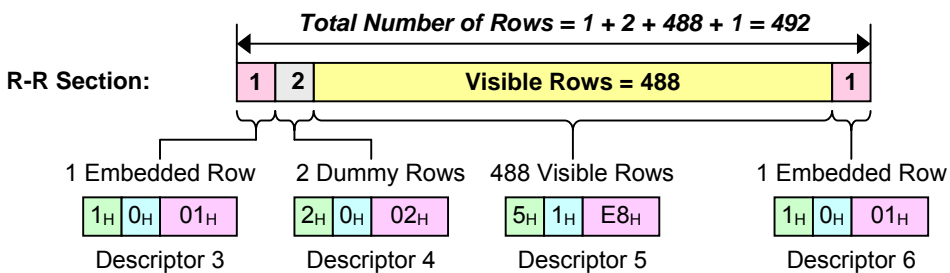 Total Number of Rows = 1 + 2 + 488 + 1 = 492
R-R Section: 1 2 Visible Rows = 488 1
1 Embedded Row 2 Dummy Rows 488 Visible Rows 1 Embedded Row
1H 0H 01H 2H 0H 02H 5H 1H E8H 1H 0H 01H
Descriptor 3 Descriptor 4 Descriptor 5 Descriptor 6